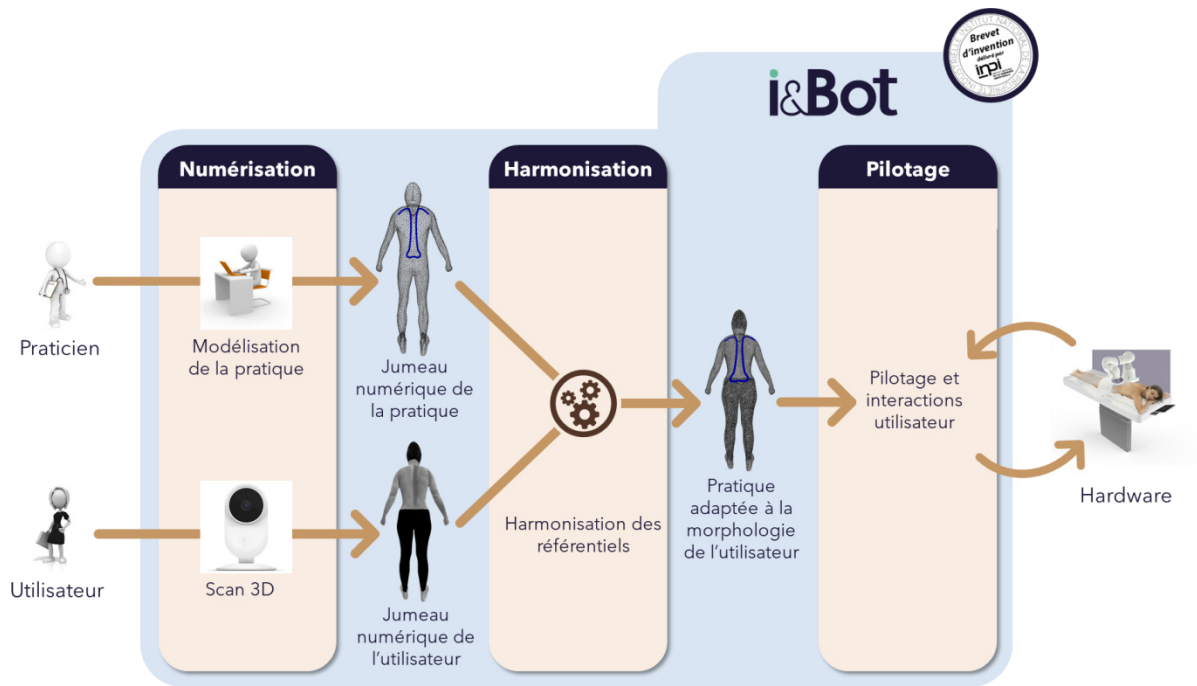 Brevet
d'invention
délivré par
inpi
i&Bot
Numérisation
Harmonisation
Pilotage
Praticien
Modélisation
de la pratique
Jumeau
numérique de
la pratique
Pilotage et
interactions
utilisateur
Hardware
Pratique
adaptée à la
morphologie
de l'utilisateur
Harmonisation des
référentiels
Utilisateur
Scan 3D
Jumeau
numérique de
l'utilisateur